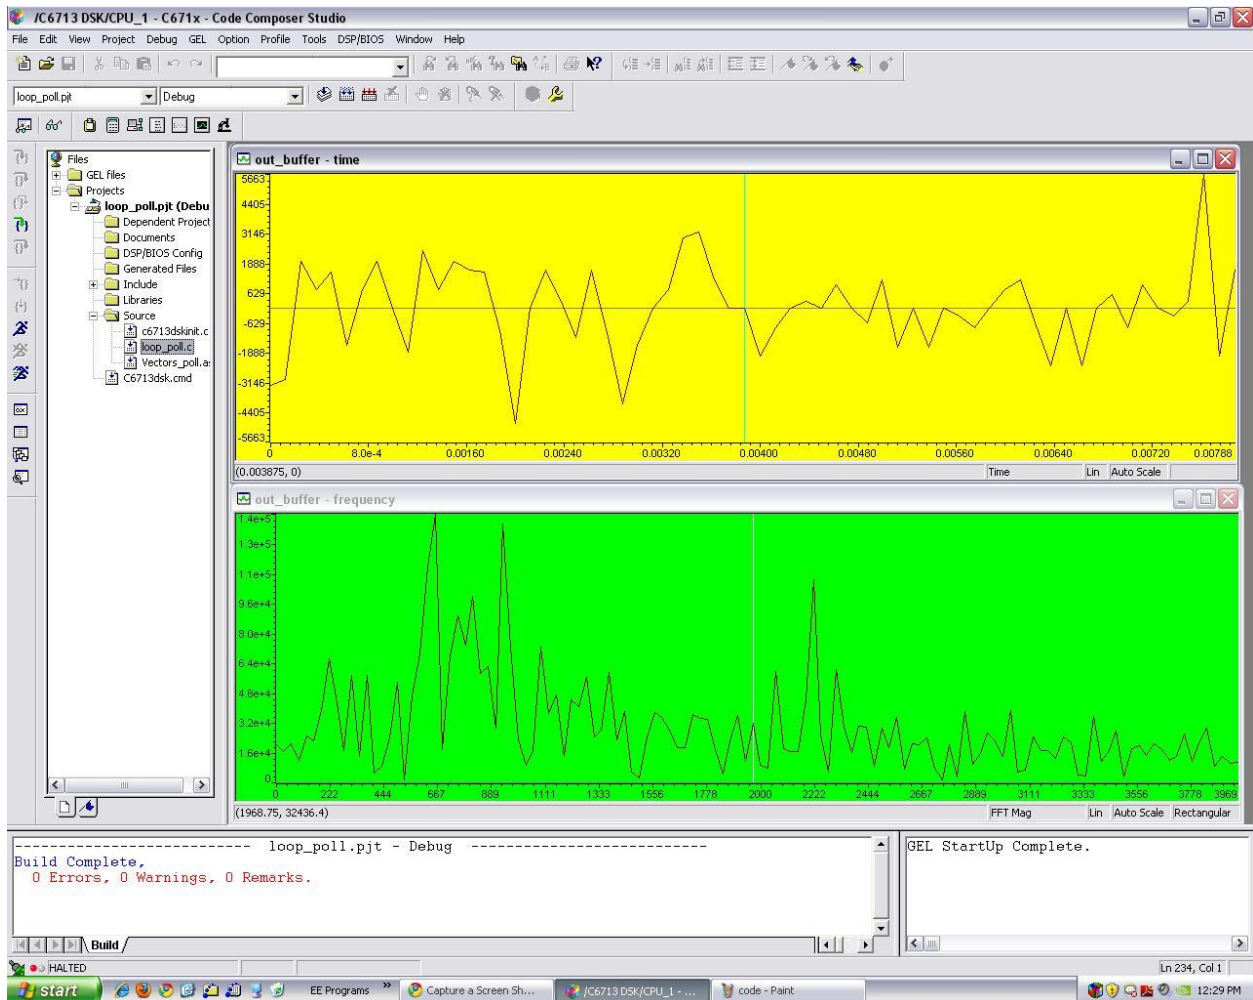 /C6713 DSK/CPU_1 - C671x - Code Composer Studio
File Edit View Project Debug GEL Option Profile Tools DSP/BIOS Window Help
loop_poll.pjt Debug
Files
GEL files
Projects
loop_poll.pjt (Debu
Dependent Project
Documents
DSP/BIOS Config
Generated Files
Include
Libraries
Source
c6713dskinit.c
loop_poll.c
Vectors_poll.a
C6713dsk.cmd
out_buffer - time
5663
4405
3146
1888
629
-629
-1888
-3146
-4405
-5663
0 8.0e-4 0.00160 0.00240 0.00320 0.00400 0.00480 0.00560 0.00640 0.00720 0.00788
(0.003875, 0) Time Lin Auto Scale
out_buffer - frequency
1.4e+5
1.3e+5
1.1e+5
9.6e+4
8.0e+4
6.4e+4
4.8e+4
3.2e+4
1.6e+4
0
0 222 444 667 889 1111 1333 1556 1778 2000 2222 2444 2667 2889 3111 3333 3556 3778 3969
(1968.75, 32436.4) FFT Mag Lin Auto Scale Rectangular
--------------------------- loop_poll.pjt - Debug ---------------------------
Build Complete,
0 Errors, 0 Warnings, 0 Remarks.
Build
GEL StartUp Complete.
HALTED
Ln 234, Col 1
start EE Programs » Capture a Screen Sh... /C6713 DSK/CPU_1 - ... code - Paint 12:29 PM